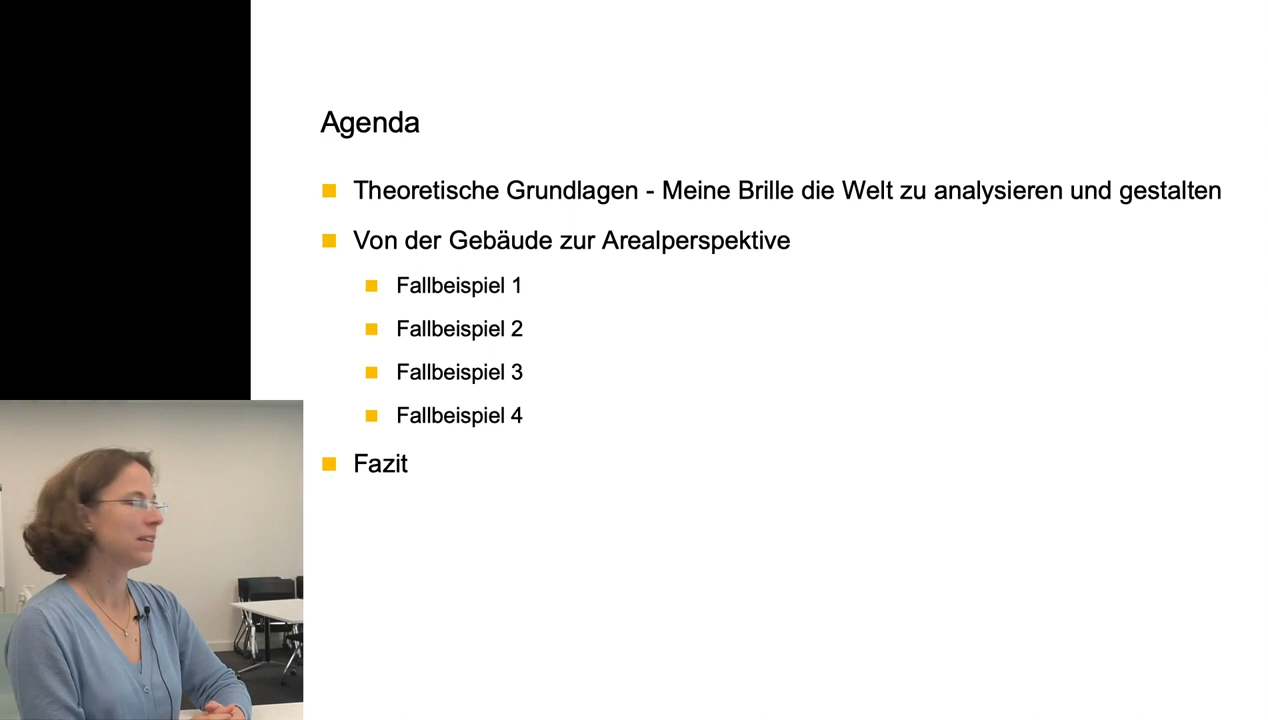 Agenda
Theoretische Grundlagen - Meine Brille die Welt zu analysieren und gestalten
Von der Gebäude zur Arealperspektive
Fallbeispiel 1
Fallbeispiel 2
Fallbeispiel 3
Fallbeispiel 4
Fazit